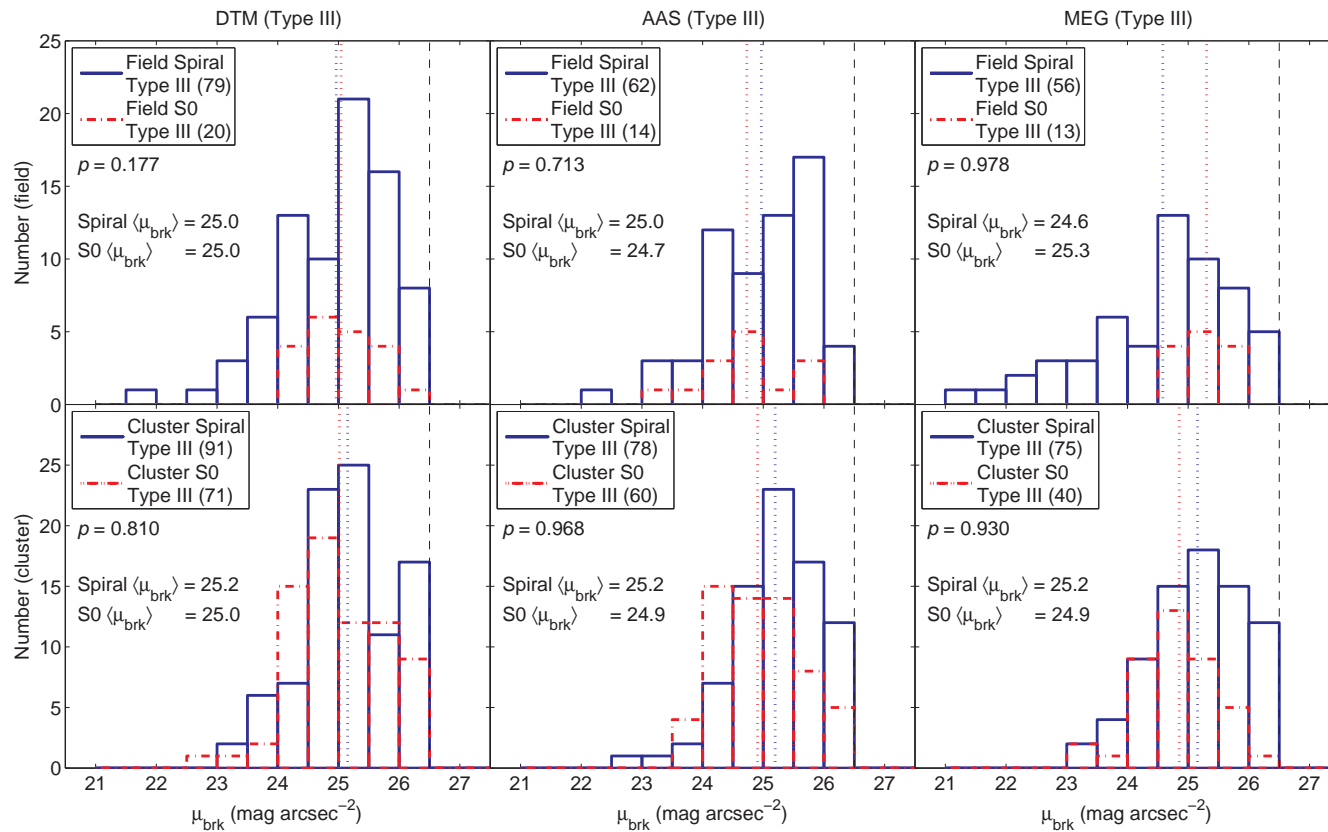 DTM (Type III)
AAS (Type III)
MEG (Type III)
Number (field)
25
20
15
10
5
0
Field Spiral
Type III (79)
Field S0
Type III (20)
p = 0.177
Spiral ⟨μbrk⟩ = 25.0
S0 ⟨μbrk⟩ = 25.0
Field Spiral
Type III (62)
Field S0
Type III (14)
p = 0.713
Spiral ⟨μbrk⟩ = 25.0
S0 ⟨μbrk⟩ = 24.7
Field Spiral
Type III (56)
Field S0
Type III (13)
p = 0.978
Spiral ⟨μbrk⟩ = 24.6
S0 ⟨μbrk⟩ = 25.3
Number (cluster)
25
20
15
10
5
0
Cluster Spiral
Type III (91)
Cluster S0
Type III (71)
p = 0.810
Spiral ⟨μbrk⟩ = 25.2
S0 ⟨μbrk⟩ = 25.0
Cluster Spiral
Type III (78)
Cluster S0
Type III (60)
p = 0.968
Spiral ⟨μbrk⟩ = 25.2
S0 ⟨μbrk⟩ = 24.9
Cluster Spiral
Type III (75)
Cluster S0
Type III (40)
p = 0.930
Spiral ⟨μbrk⟩ = 25.2
S0 ⟨μbrk⟩ = 24.9
21 22 23 24 25 26 27
21 22 23 24 25 26 27
21 22 23 24 25 26 27
μbrk (mag arcsec−2)
μbrk (mag arcsec−2)
μbrk (mag arcsec−2)